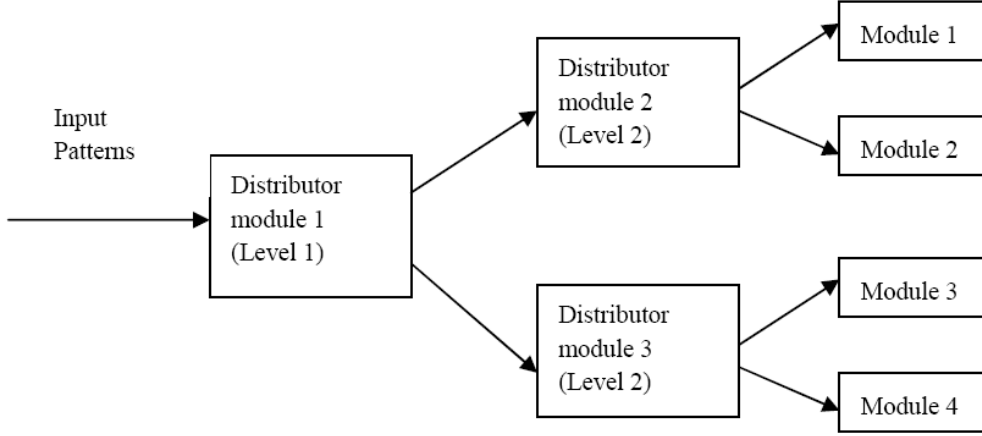 Input
Patterns
Distributor
module 1
(Level 1)
Distributor
module 2
(Level 2)
Distributor
module 3
(Level 2)
Module 1
Module 2
Module 3
Module 4